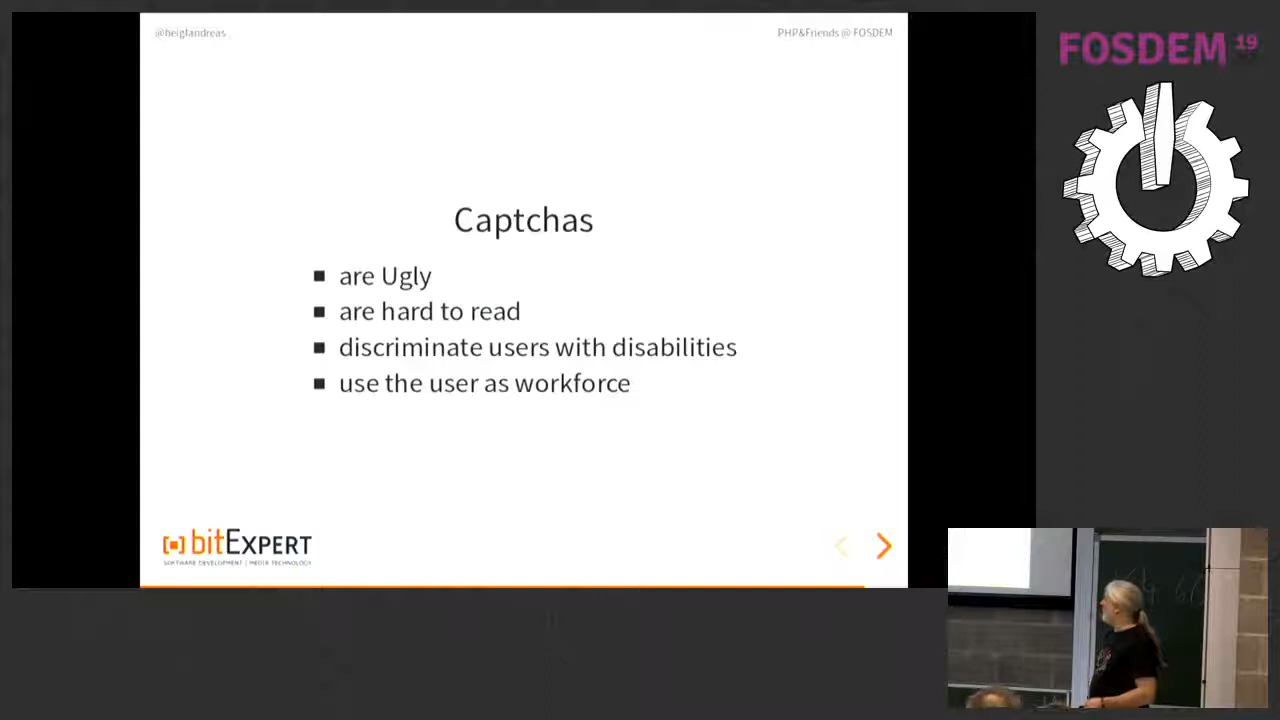 @heiglandreas
PHP&Friends @ FOSDEM
FOSDEM 19
Captchas
are Ugly
are hard to read
discriminate users with disabilities
use the user as workforce
bitExpert
SOFTWARE DEVELOPMENT | MEDIA TECHNOLOGY